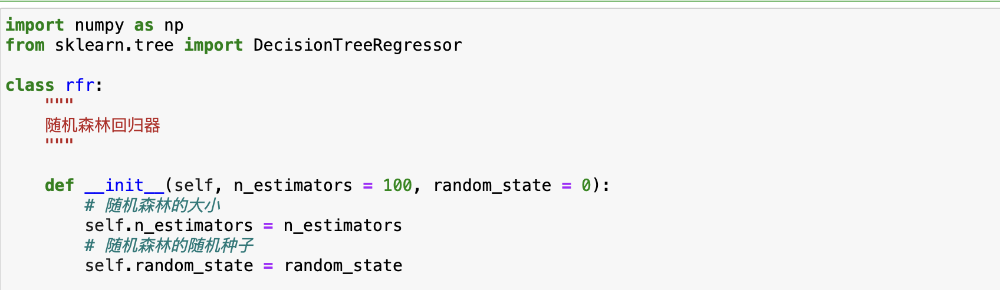 import numpy as np
from sklearn.tree import DecisionTreeRegressor

class rfr:
    """
    随机森林回归器
    """

    def __init__(self, n_estimators = 100, random_state = 0):
        # 随机森林的大小
        self.n_estimators = n_estimators
        # 随机森林的随机种子
        self.random_state = random_state